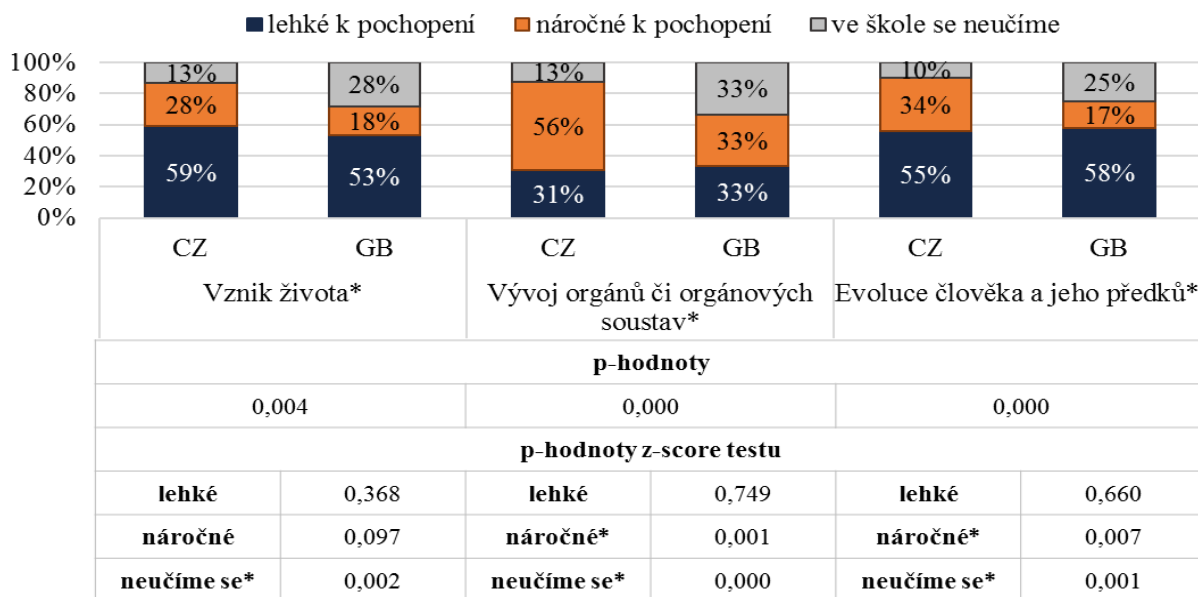 lehké k pochopení náročné k pochopení ve škole se neučíme
100%
80%
60%
40%
20%
0%
13% 28% 13% 33% 10% 25%
28% 18% 56% 33% 34% 17%
59% 53% 31% 33% 55% 58%
CZ GB CZ GB CZ GB
Vznik života* Vývoj orgánů či orgánových Evoluce člověka a jeho předků*
soustav*
p-hodnoty
0,004 0,000 0,000
p-hodnoty z-score testu
lehké 0,368 lehké 0,749 lehké 0,660
náročné 0,097 náročné* 0,001 náročné* 0,007
neučíme se* 0,002 neučíme se* 0,000 neučíme se* 0,001